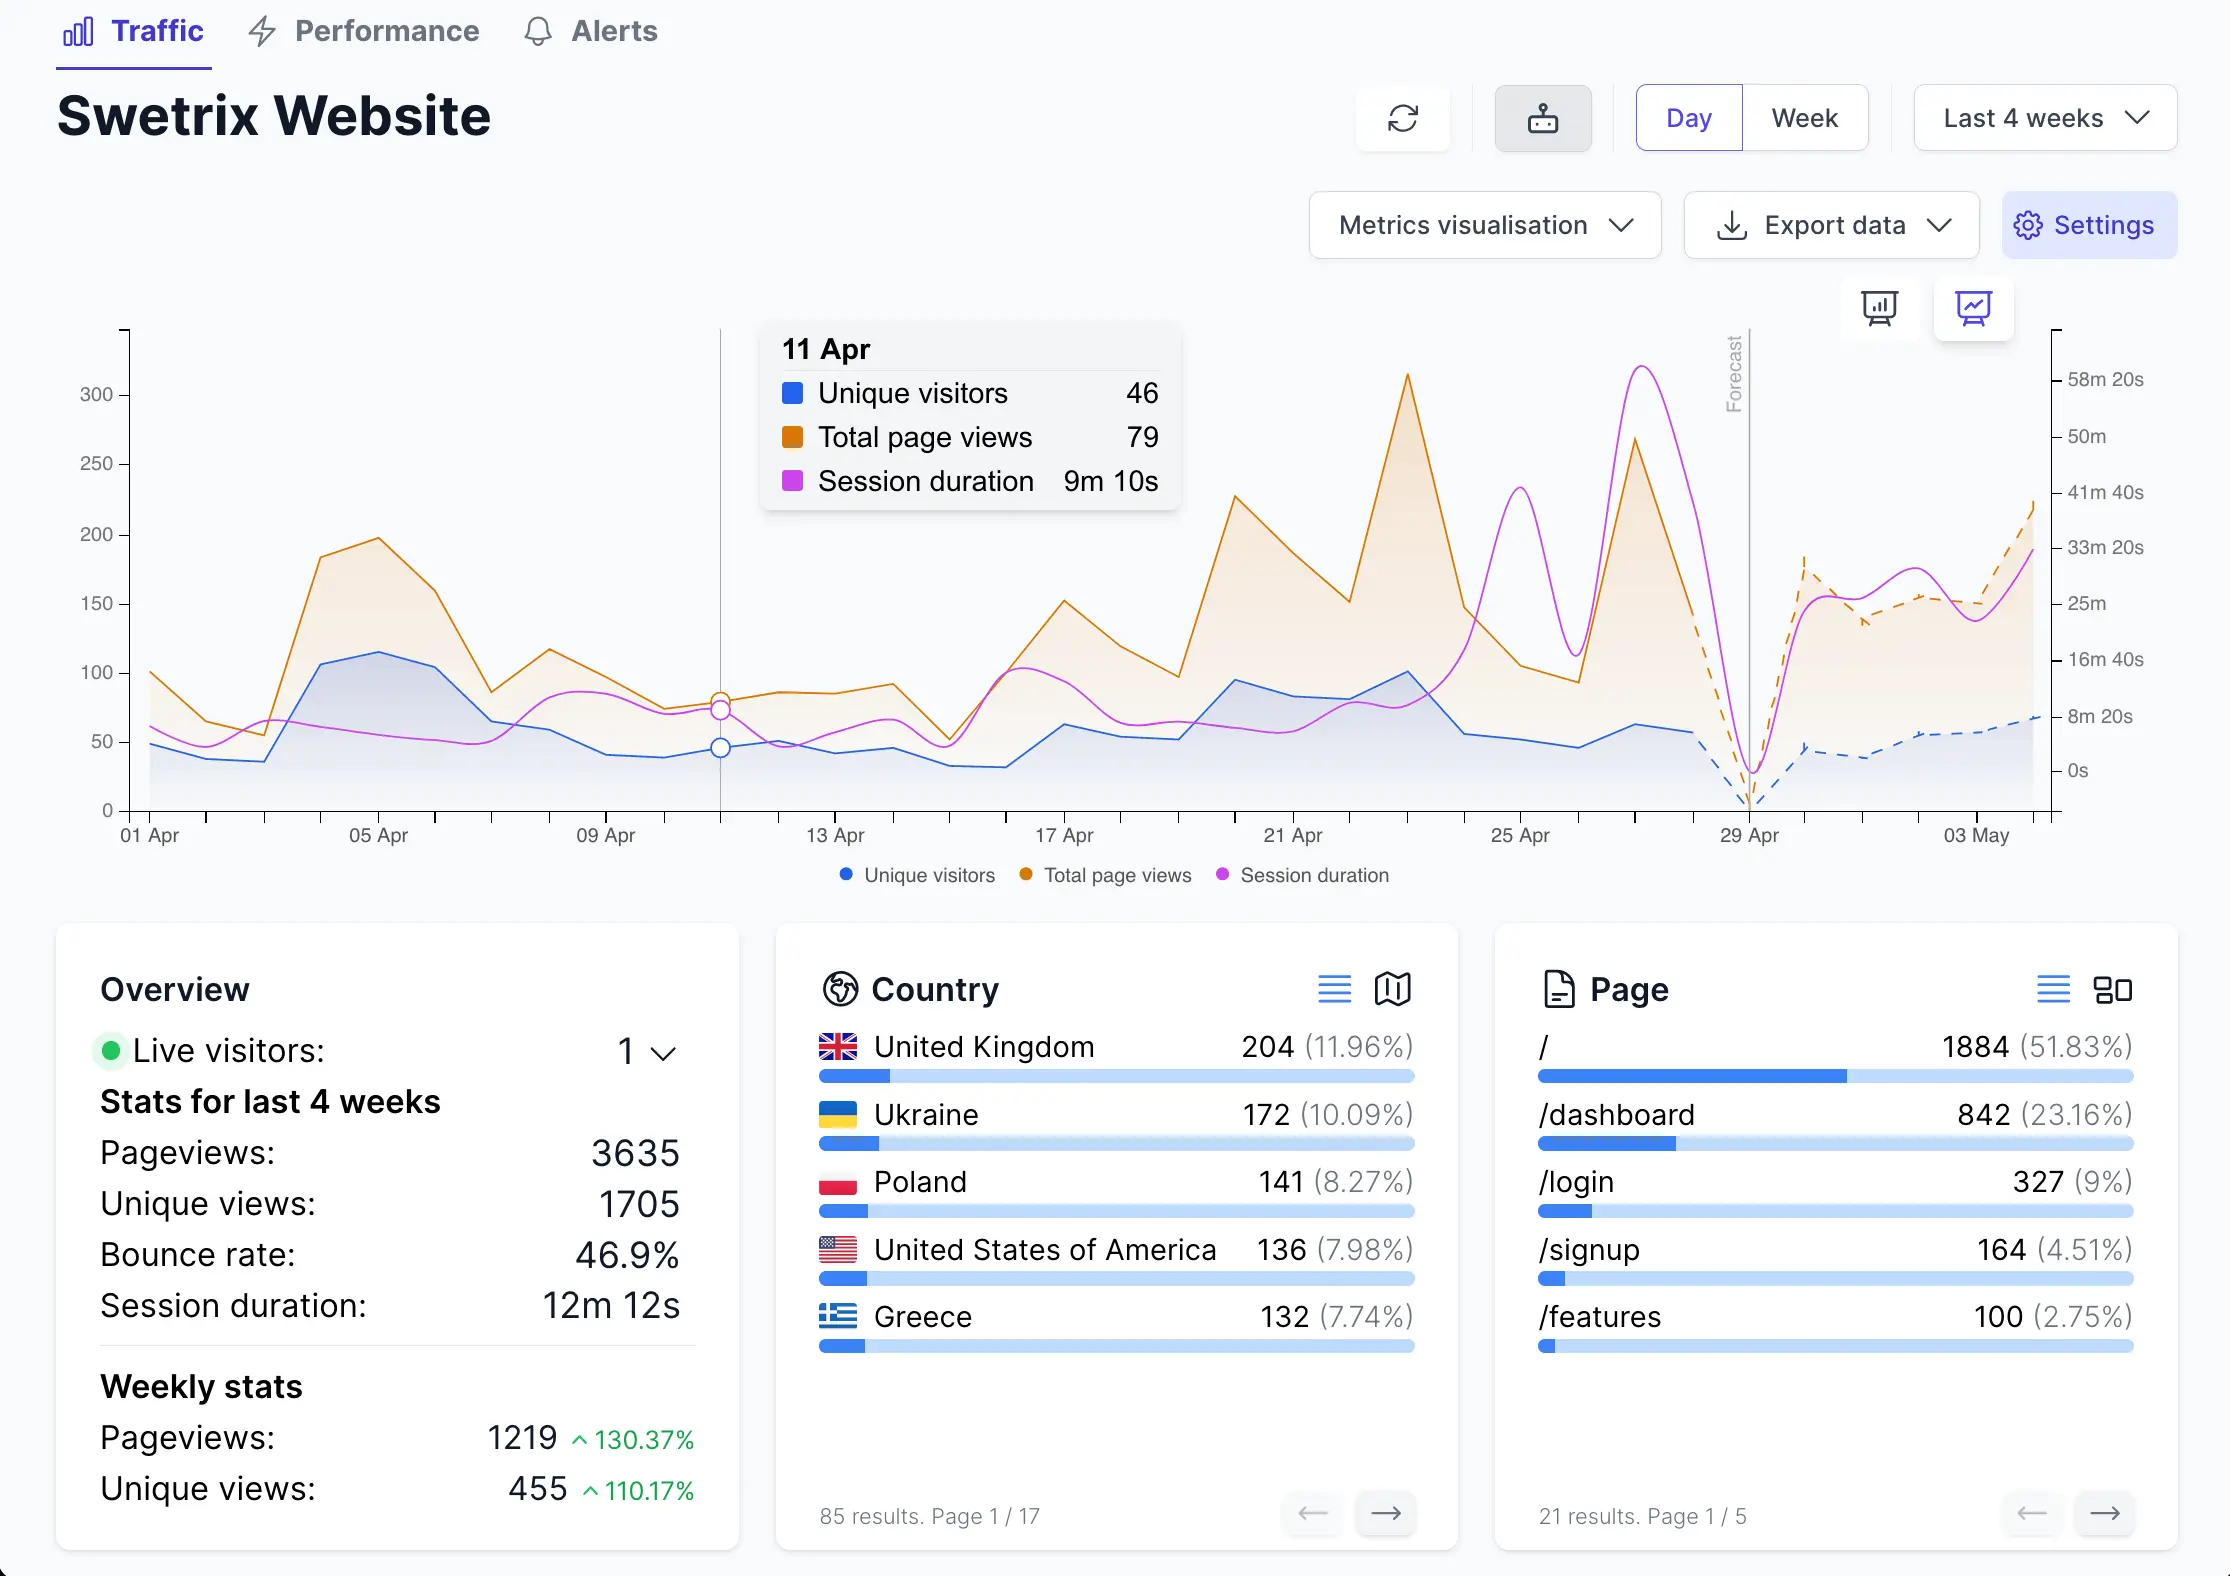 Traffic Performance Alerts
Swetrix Website
Day Week Last 4 weeks
Metrics visualisation Export data Settings
300
250
200
150
100
50
0
11 Apr
Unique visitors 46
Total page views 79
Session duration 9m 10s
Forecast
58m 20s
50m
41m 40s
33m 20s
25m
16m 40s
8m 20s
0s
01 Apr 05 Apr 09 Apr 13 Apr 17 Apr 21 Apr 25 Apr 29 Apr 03 May
Unique visitors Total page views Session duration
Overview
Live visitors: 1
Stats for last 4 weeks
Pageviews: 3635
Unique views: 1705
Bounce rate: 46.9%
Session duration: 12m 12s
Weekly stats
Pageviews: 1219 130.37%
Unique views: 455 110.17%
Country
United Kingdom 204 (11.96%)
Ukraine 172 (10.09%)
Poland 141 (8.27%)
United States of America 136 (7.98%)
Greece 132 (7.74%)
85 results. Page 1 / 17
Page
/ 1884 (51.83%)
/dashboard 842 (23.16%)
/login 327 (9%)
/signup 164 (4.51%)
/features 100 (2.75%)
21 results. Page 1 / 5